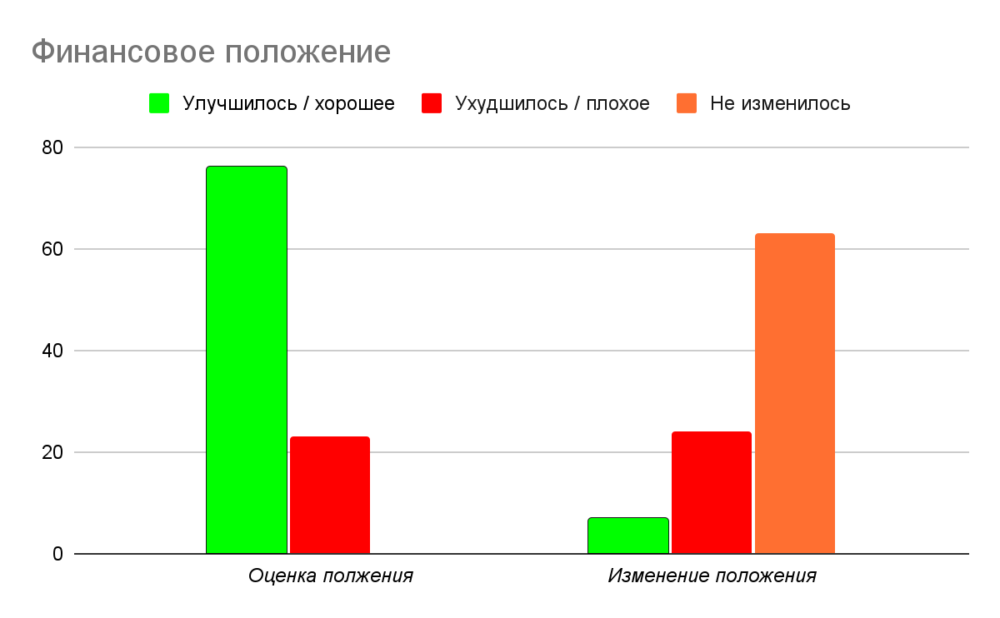 Финансовое положение
Улучшилось / хорошее Ухудшилось / плохое Не изменилось
80
60
40
20
0
Оценка полжения Изменение положения